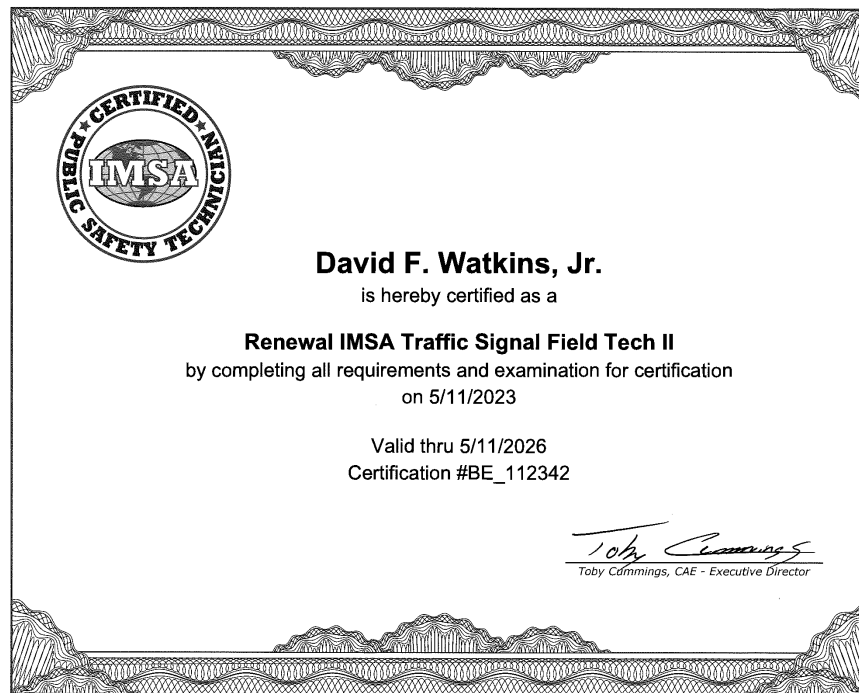 CERTIFIED
PUBLIC SAFETY TECHNICIAN
IMSA
David F. Watkins, Jr.
is hereby certified as a
Renewal IMSA Traffic Signal Field Tech II
by completing all requirements and examination for certification
on 5/11/2023
Valid thru 5/11/2026
Certification #BE_112342
Toby Cummings
Toby Cummings, CAE - Executive Director